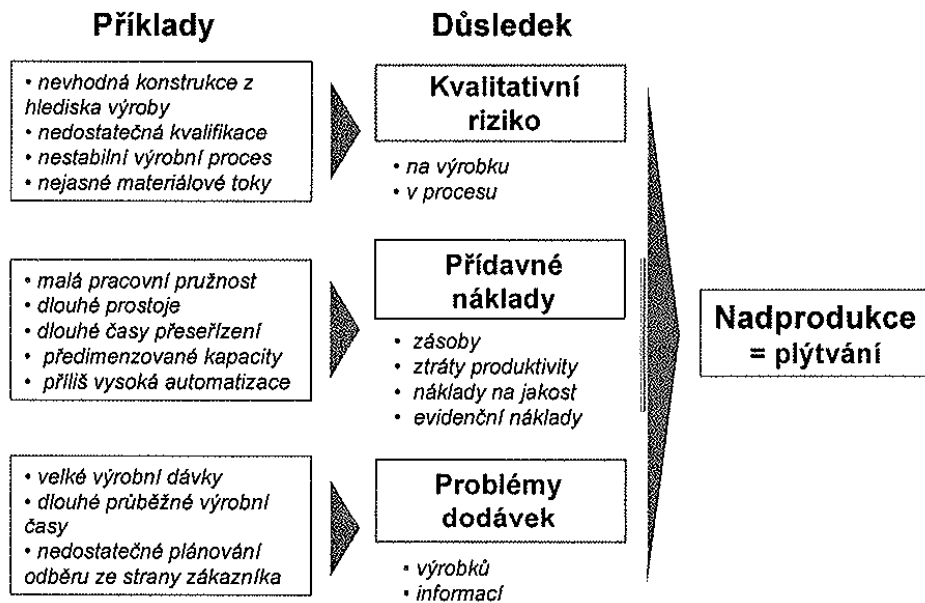 Příklady
Důsledek
• nevhodná konstrukce z
hlediska výroby
• nedostatečná kvalifikace
• nestabilní výrobní proces
• nejasné materiálové toky
Kvalitativní
riziko
• na výrobku
• v procesu
• malá pracovní pružnost
• dlouhé prostoje
• dlouhé časy přeseřízení
• předimenzované kapacity
• příliš vysoká automatizace
Přídavné
náklady
• zásoby
• ztráty produktivity
• náklady na jakost
• evidenční náklady
Nadprodukce
= plýtvání
• velké výrobní dávky
• dlouhé průběžné výrobní
časy
• nedostatečné plánování
odběru ze strany zákazníka
Problémy
dodávek
▪ výrobků
▪ informací